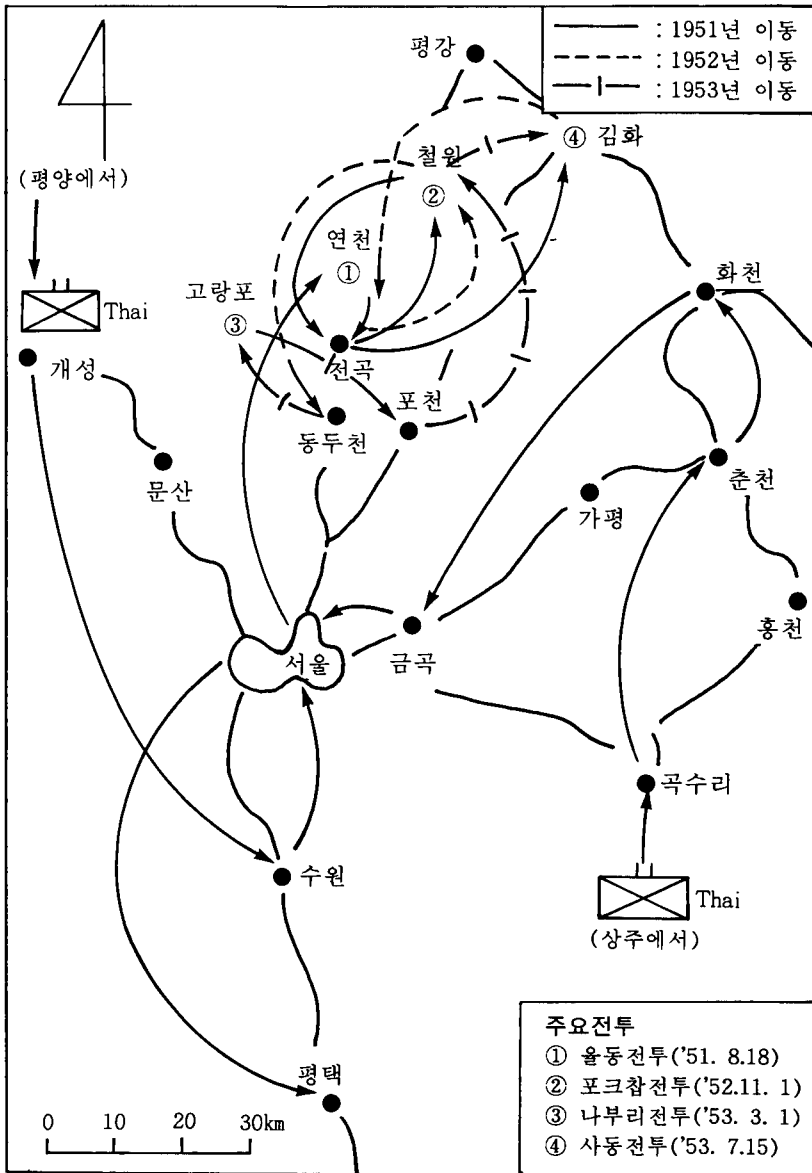 : 1951년 이동
: 1952년 이동
: 1953년 이동
평강
④ 김화
철원
②
(평양에서)
연천
①
화천
고랑포
③
Thai
전곡
개성
포천
동두천
문산
춘천
가평
홍천
서울
금곡
곡수리
수원
Thai
(상주에서)
평택
0 10 20 30km
주요전투
① 율동전투('51. 8.18)
② 포크찹전투('52.11. 1)
③ 나부리전투('53. 3. 1)
④ 사동전투('53. 7.15)